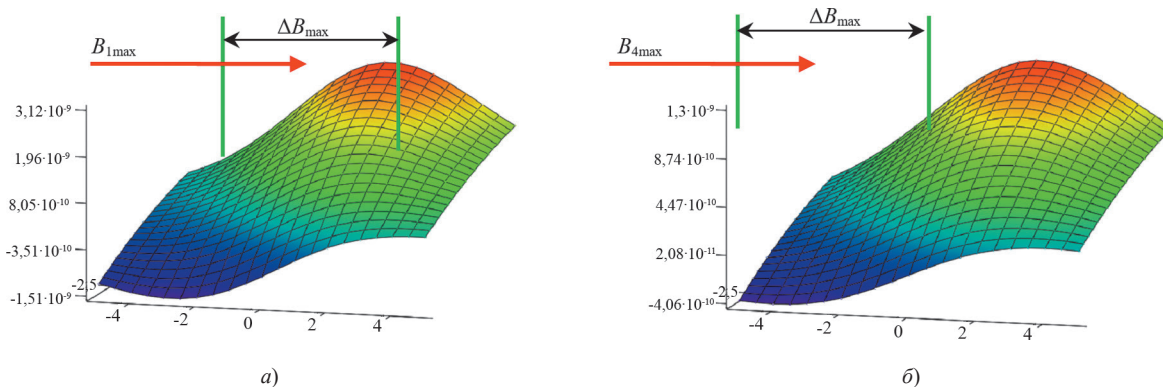 ΔBmax
B1max
3,12·10⁻⁹
1,96·10⁻⁹
8,05·10⁻¹⁰
-3,51·10⁻¹⁰
-1,51·10⁻⁹
-2,5
-4 -2 0 2 4
а)
ΔBmax
B4max
1,3·10⁻⁹
8,74·10⁻¹⁰
4,47·10⁻¹⁰
2,08·10⁻¹¹
-4,06·10⁻¹⁰
-2,5
-4 -2 0 2 4
б)